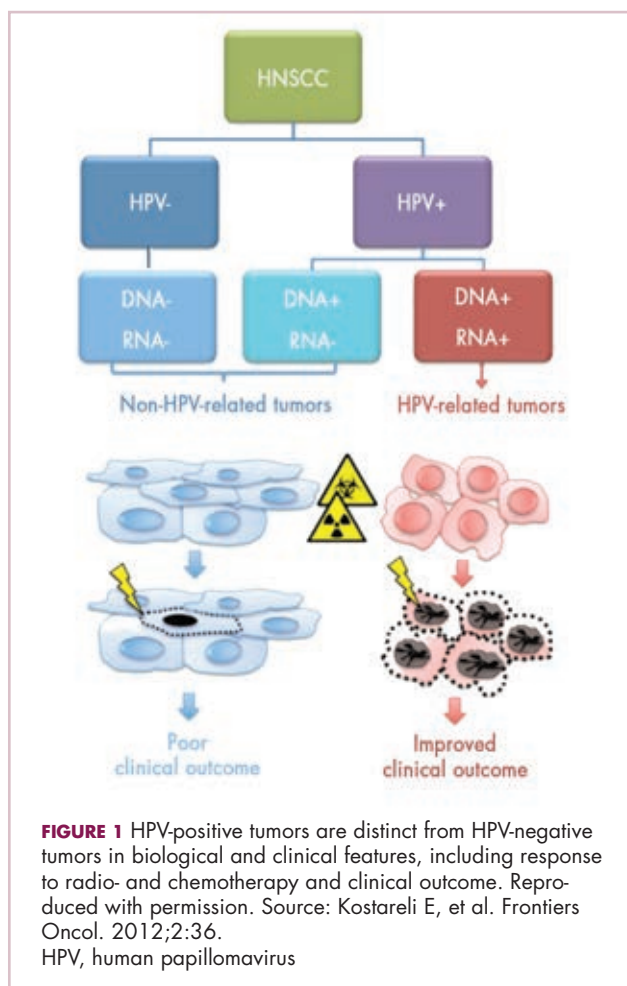 HNSCC
HPV-
HPV+
DNA-
RNA-
DNA+
RNA-
DNA+
RNA+
Non-HPV-related tumors
HPV-related tumors
Poor
clinical outcome
Improved
clinical outcome
FIGURE 1 HPV-positive tumors are distinct from HPV-negative
tumors in biological and clinical features, including response
to radio- and chemotherapy and clinical outcome. Repro-
duced with permission. Source: Kostareli E, et al. Frontiers
Oncol. 2012;2:36.
HPV, human papillomavirus